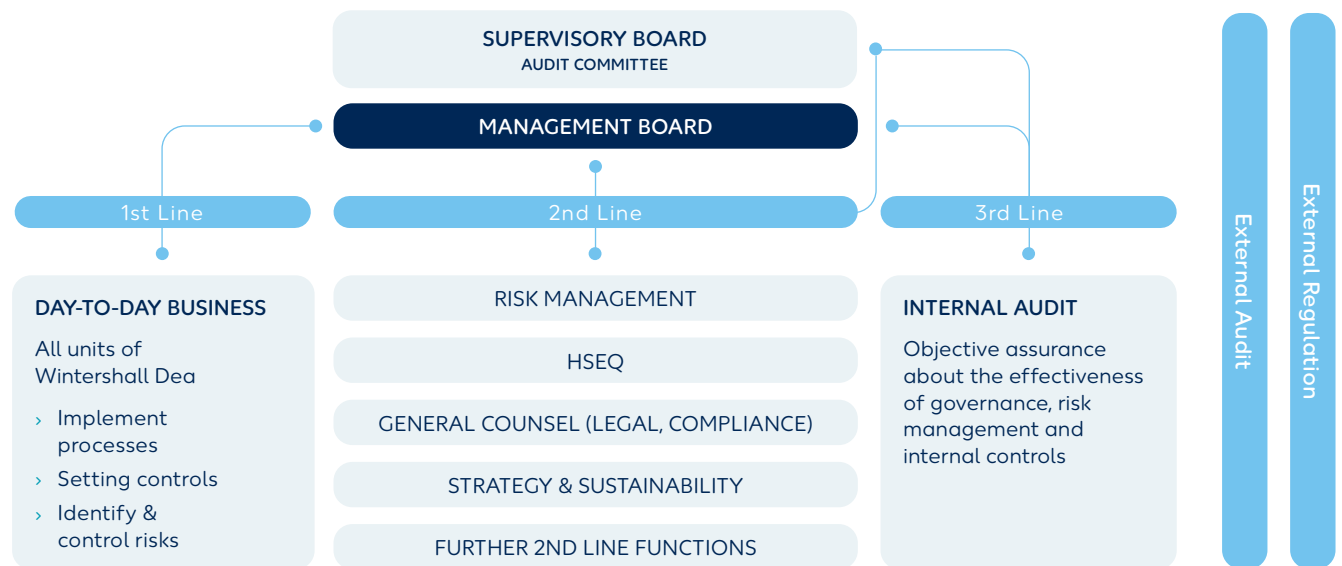 SUPERVISORY BOARD
AUDIT COMMITTEE
MANAGEMENT BOARD
1st Line
2nd Line
3rd Line
DAY-TO-DAY BUSINESS
All units of
Wintershall Dea
› Implement
processes
› Setting controls
› Identify &
control risks
RISK MANAGEMENT
HSEQ
GENERAL COUNSEL (LEGAL, COMPLIANCE)
STRATEGY & SUSTAINABILITY
FURTHER 2ND LINE FUNCTIONS
INTERNAL AUDIT
Objective assurance
about the effectiveness
of governance, risk
management and
internal controls
External Audit
External Regulation